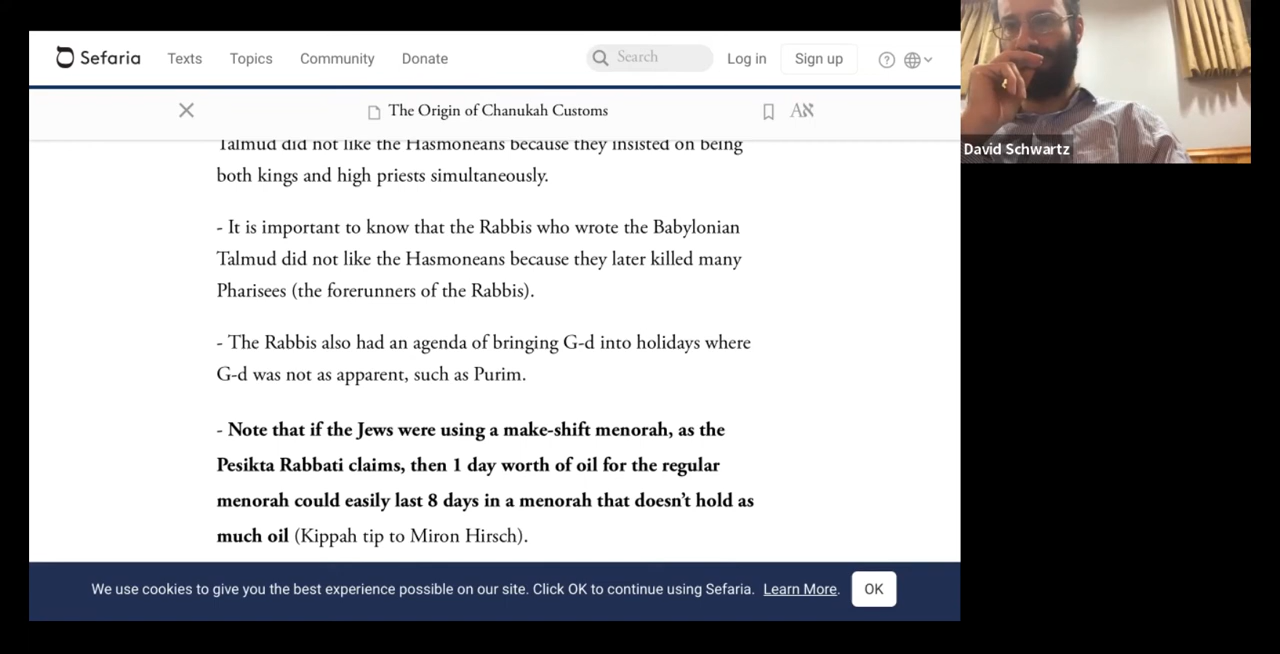 Sefaria
Texts Topics Community Donate
Search
Log in Sign up
The Origin of Chanukah Customs
Talmud did not like the Hasmoneans because they insisted on being
both kings and high priests simultaneously.
- It is important to know that the Rabbis who wrote the Babylonian
Talmud did not like the Hasmoneans because they later killed many
Pharisees (the forerunners of the Rabbis).
- The Rabbis also had an agenda of bringing G-d into holidays where
G-d was not as apparent, such as Purim.
- Note that if the Jews were using a make-shift menorah, as the
Pesikta Rabbati claims, then 1 day worth of oil for the regular
menorah could easily last 8 days in a menorah that doesn’t hold as
much oil (Kippah tip to Miron Hirsch).
We use cookies to give you the best experience possible on our site. Click OK to continue using Sefaria. Learn More. OK
David Schwartz